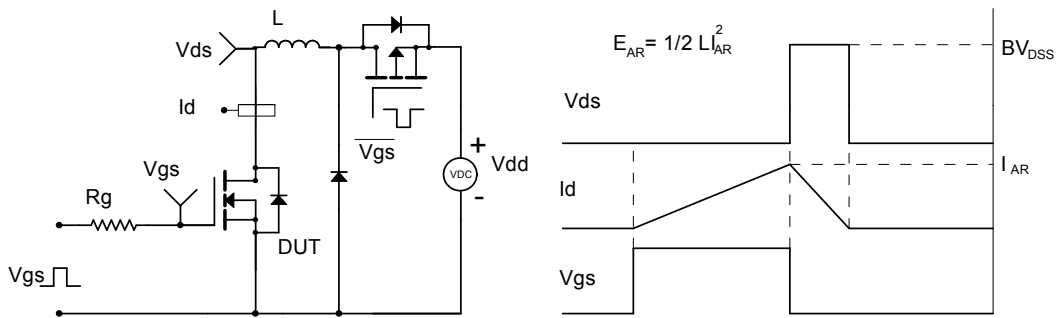 L
Vds
Id
Vgs
Vgs
Rg
DUT
Vgs
VDC
+
-
Vdd
E_AR = 1/2 LI_AR^2
BV_DSS
Vds
I_AR
Id
Vgs